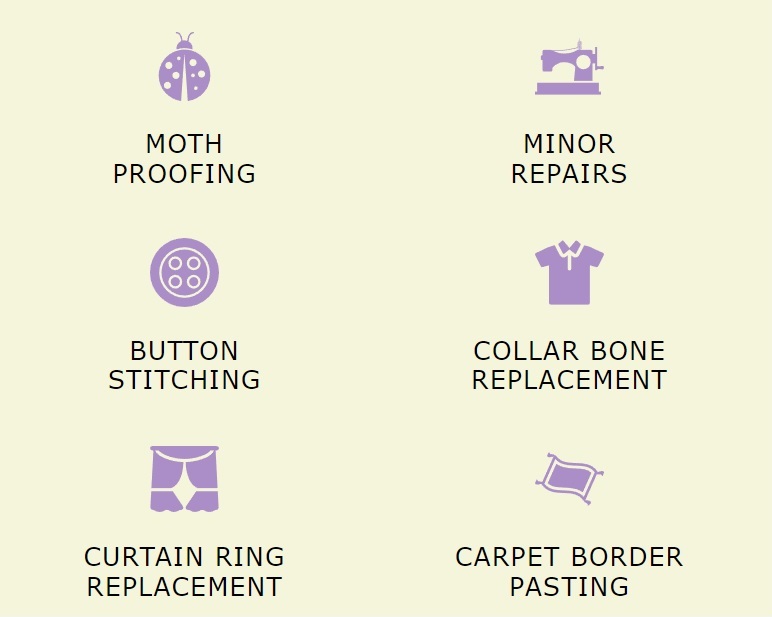 MOTH
PROOFING
MINOR
REPAIRS
BUTTON
STITCHING
COLLAR BONE
REPLACEMENT
CURTAIN RING
REPLACEMENT
CARPET BORDER
PASTING